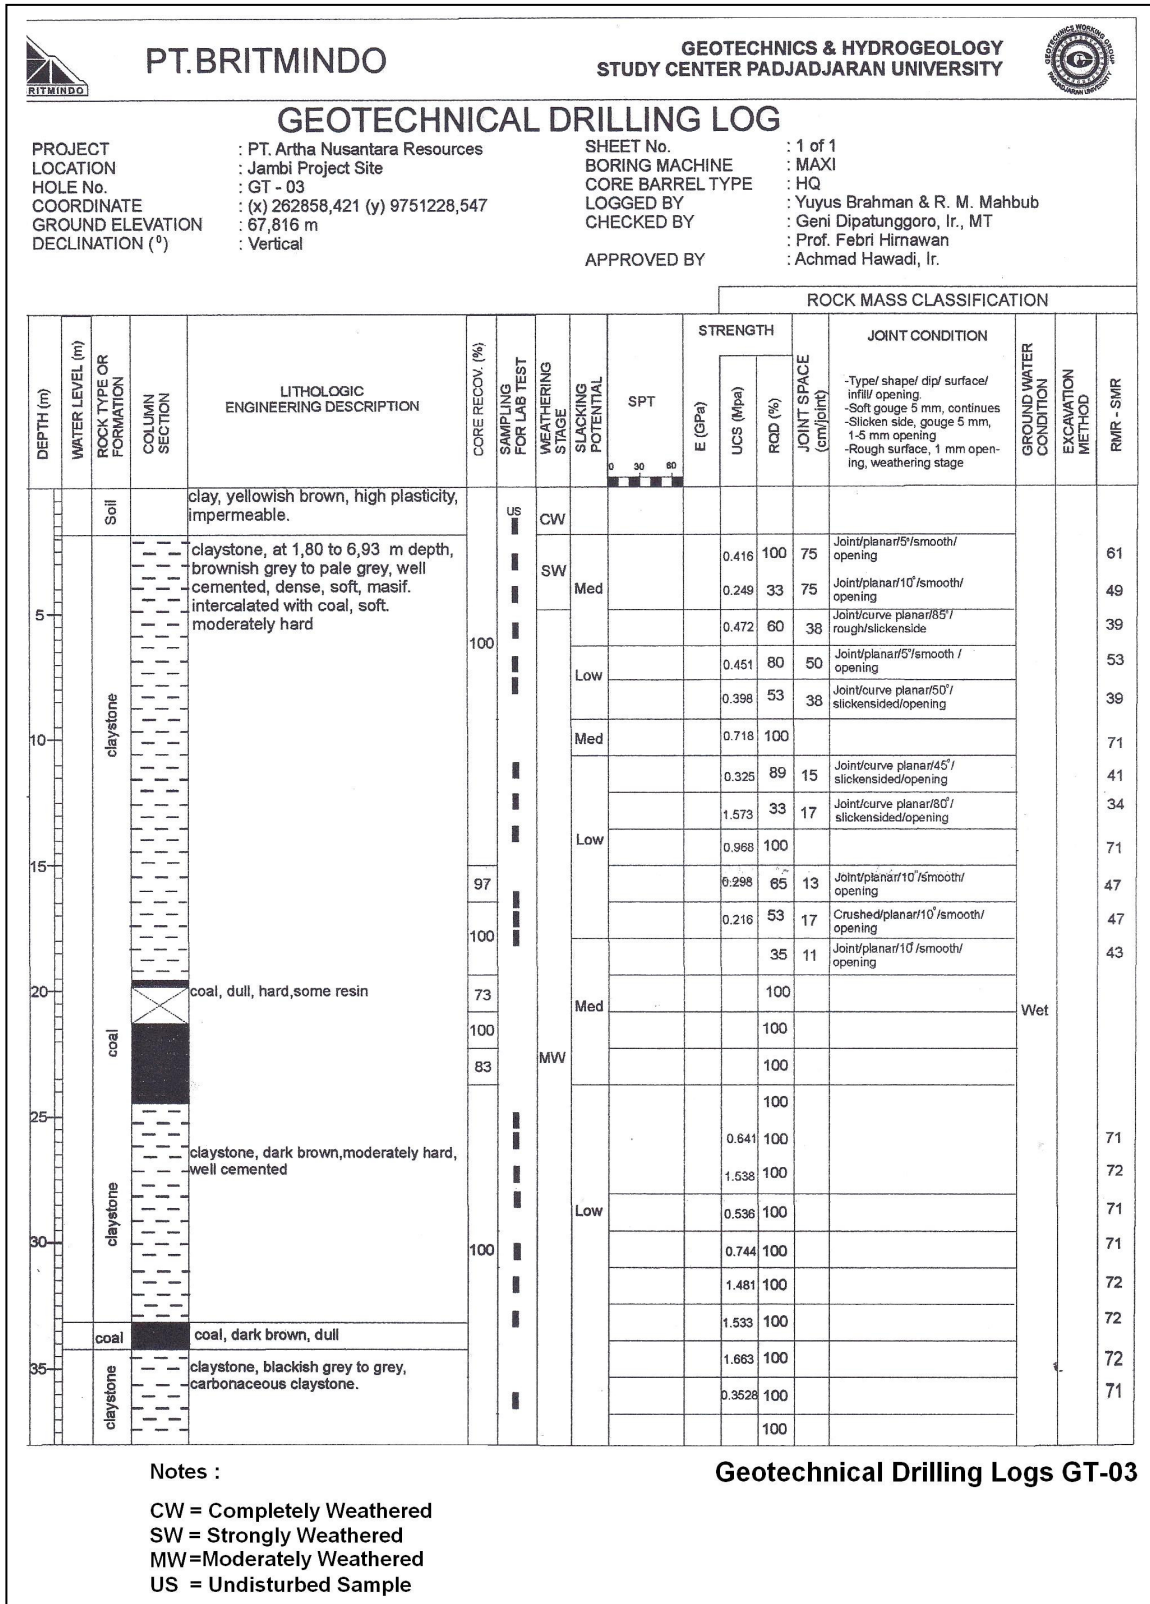 RITMINDO
PT.BRITMINDO
GEOTECHNICS & HYDROGEOLOGY
STUDY CENTER PADJADJARAN UNIVERSITY
GEOTECHNICS WORKING GROUP
PADJADJARAN UNIVERSITY
GEOTECHNICAL DRILLING LOG
PROJECT : PT. Artha Nusantara Resources
LOCATION : Jambi Project Site
HOLE No. : GT - 03
COORDINATE : (x) 262858,421 (y) 9751228,547
GROUND ELEVATION : 67,816 m
DECLINATION (⁰) : Vertical
SHEET No. : 1 of 1
BORING MACHINE : MAXI
CORE BARREL TYPE : HQ
LOGGED BY : Yuyus Brahman & R. M. Mahbub
CHECKED BY : Geni Dipatunggoro, Ir., MT
: Prof. Febri Hirnawan
APPROVED BY : Achmad Hawadi, Ir.
ROCK MASS CLASSIFICATION
DEPTH (m)
WATER LEVEL (m)
ROCK TYPE OR FORMATION
COLUMN SECTION
LITHOLOGIC
ENGINEERING DESCRIPTION
CORE RECOV. (%)
SAMPLING FOR LAB TEST
WEATHERING STAGE
SLACKING POTENTIAL
SPT
0 30 60
STRENGTH
E (GPa)
UCS (Mpa)
RQD (%)
JOINT SPACE (cm/joint)
JOINT CONDITION
-Type/ shape/ dip/ surface/
infill/ opening.
-Soft gouge 5 mm, continues
-Slicken side, gouge 5 mm,
1-5 mm opening
-Rough surface, 1 mm open-
ing, weathering stage
GROUND WATER CONDITION
EXCAVATION METHOD
RMR - SMR
Soil
clay, yellowish brown, high plasticity,
impermeable.
US
CW
claystone, at 1,80 to 6,93 m depth,
brownish grey to pale grey, well
cemented, dense, soft, masif.
intercalated with coal, soft.
moderately hard
SW
Med
0.416 100 75 Joint/planar/5°/smooth/
opening
61
0.249 33 75 Joint/planar/10°/smooth/
opening
49
5
100
0.472 60 38 Joint/curve planar/85°/
rough/slickenside
39
Low
0.451 80 50 Joint/planar/5°/smooth /
opening
53
0.398 53 38 Joint/curve planar/50°/
slickensided/opening
39
claystone
10
Med
0.718 100
71
0.325 89 15 Joint/curve planar/45°/
slickensided/opening
41
1.573 33 17 Joint/curve planar/80°/
slickensided/opening
34
Low
0.968 100
71
15
97
0.298 65 13 Joint/planar/10°/smooth/
opening
47
100
0.216 53 17 Crushed/planar/10°/smooth/
opening
47
35 11 Joint/planar/10°/smooth/
opening
43
20
coal, dull, hard,some resin
73
Med
100
Wet
coal
100
100
83
MW
100
100
25
0.641 100
71
claystone, dark brown,moderately hard,
well cemented
1.538 100
72
claystone
Low
0.536 100
71
30
100
0.744 100
71
1.481 100
72
1.533 100
72
coal
coal, dark brown, dull
35
claystone, blackish grey to grey,
carbonaceous claystone.
1.663 100
72
claystone
0.3528 100
71
100
Notes :
Geotechnical Drilling Logs GT-03
CW = Completely Weathered
SW = Strongly Weathered
MW=Moderately Weathered
US = Undisturbed Sample